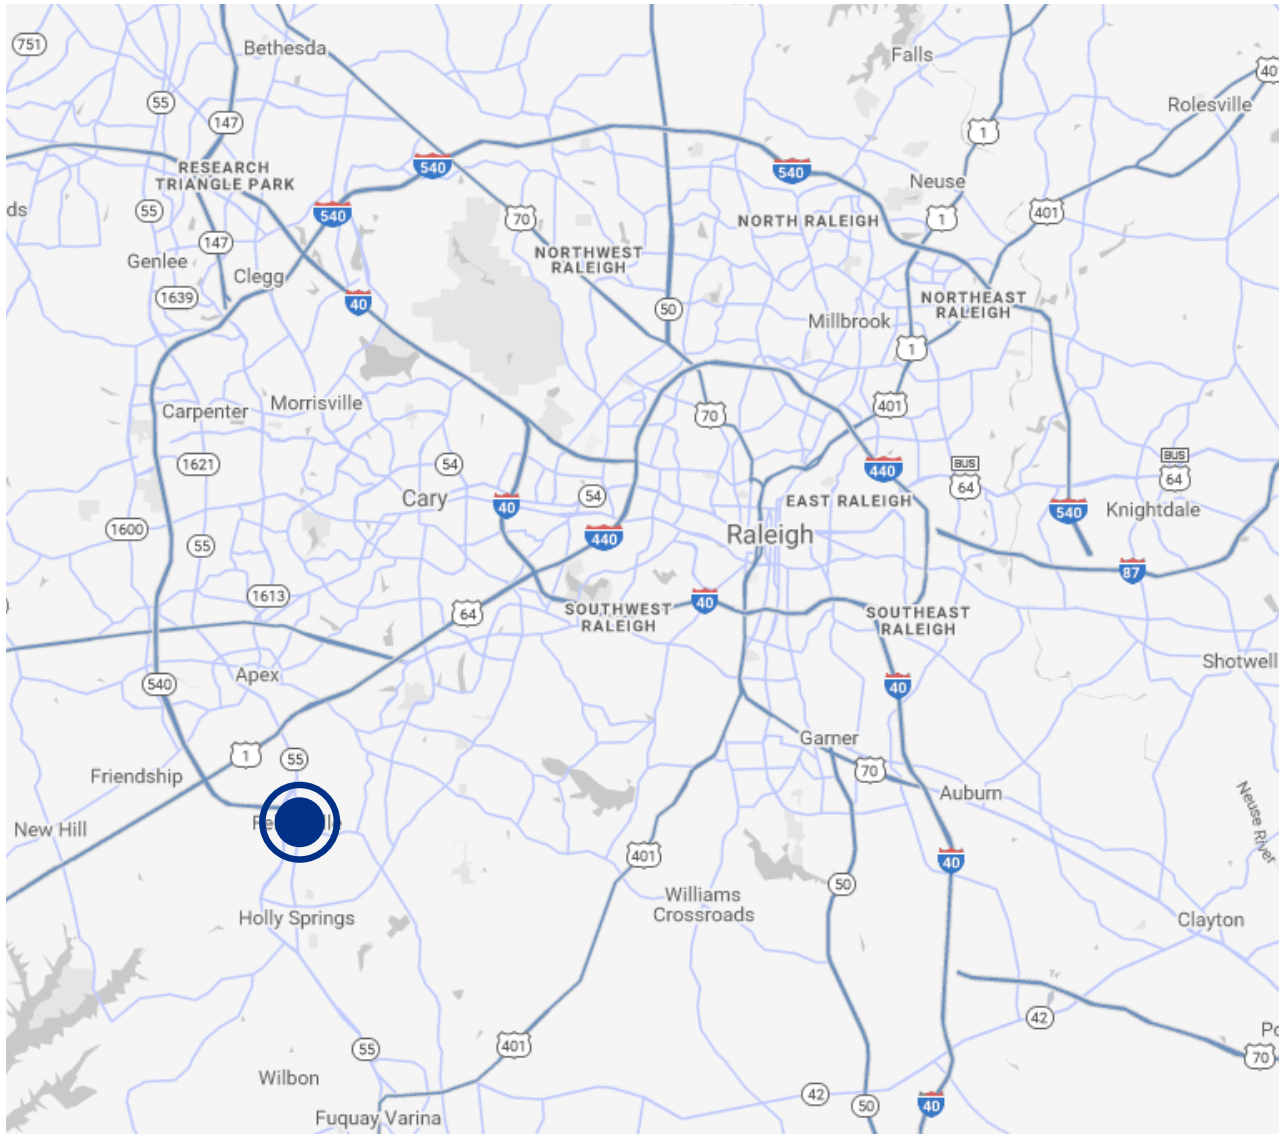 751
Bethesda
Falls
401
Rolesville
55
147
1
540
540
RESEARCH
TRIANGLE PARK
Neuse
ds
55
540
70
NORTH RALEIGH
1
401
147
Genlee
NORTHWEST
RALEIGH
Clegg
1639
40
50
NORTHEAST
RALEIGH
Millbrook
1
Carpenter
Morrisville
70
401
1621
54
440
BUS
64
BUS
64
Cary
40
54
EAST RALEIGH
540
Knightdale
1600
55
440
Raleigh
87
1613
64
SOUTHWEST
RALEIGH
40
SOUTHEAST
RALEIGH
Apex
Shotwell
540
40
Garner
1
55
70
Friendship
Auburn
New Hill
Neuse River
401
40
50
Williams
Crossroads
Holly Springs
Clayton
42
55
401
70
Wilbon
42
50
40
Fuquay Varina